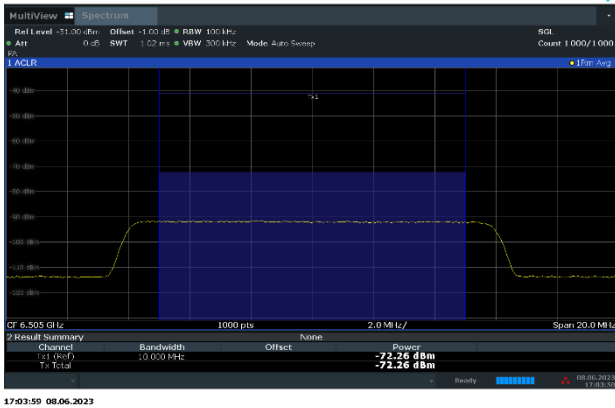 MultiView Spectrum
Ref Level -31.00 dBm Offset -1.00 dB RBW 100 kHz SGL
Att 0 dB SWT 1.02 ms VBW 300 kHz Mode Auto Sweep Count 1000/1000
PA
1 ACLR 1Rm Avg
-40 dBm
Tx1
-50 dBm
-60 dBm
-70 dBm
-80 dBm
-90 dBm
-100 dBm
-110 dBm
-120 dBm
CF 6.505 GHz 1000 pts 2.0 MHz/ Span 20.0 MHz
2 Result Summary None
Channel Bandwidth Offset Power
Tx1 (Ref) 10.000 MHz -72.26 dBm
Tx Total -72.26 dBm
Ready 08.06.2023
17:03:58
17:03:59 08.06.2023